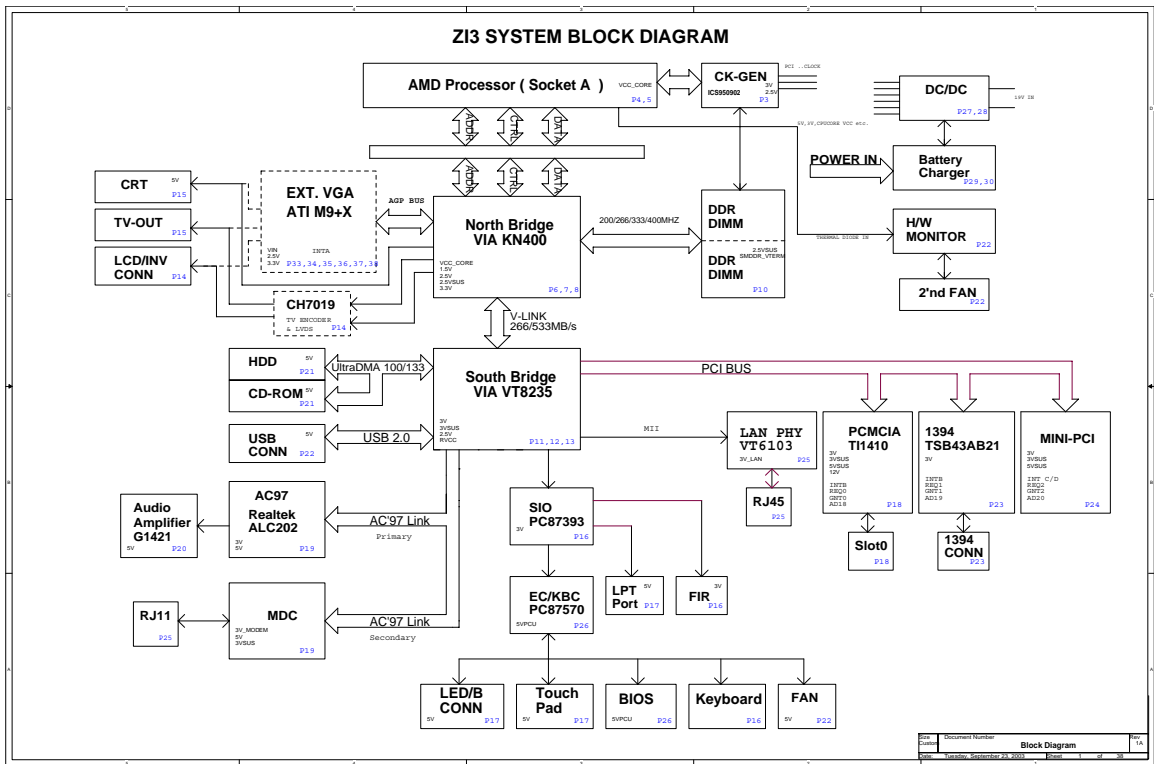 ZI3 SYSTEM BLOCK DIAGRAM
AMD Processor ( Socket A )
VCC_CORE
P4,5
CK-GEN
ICS950902
3V
2.5V
P3
PCI ..CLOCK
DC/DC
P27,28
19V IN
5V,3V,CPUCORE VCC etc.
ADDR
CTRL
DATA
POWER IN
Battery
Charger
P29,30
ADDR
CTRL
DATA
CRT
5V
P15
TV-OUT
P15
LCD/INV
CONN
P14
EXT. VGA
ATI M9+X
VIN
2.5V
3.3V
INTA
P33,34,35,36,37,38
AGP BUS
North Bridge
VIA KN400
VCC_CORE
1.5V
2.5V
2.5VSUS
3.3V
P6,7,8
200/266/333/400MHZ
DDR
DIMM
DDR
DIMM
2.5VSUS
SMDDR_VTERM
P10
THERMAL DIODE IN
H/W
MONITOR
P22
2'nd FAN
P22
CH7019
TV ENCODER
& LVDS
P14
V-LINK
266/533MB/s
HDD
5V
P21
CD-ROM
5V
P21
UltraDMA 100/133
South Bridge
VIA VT8235
3V
3VSUS
2.5V
RVCC
P11,12,13
PCI BUS
USB
CONN
5V
P22
USB 2.0
MII
LAN PHY
VT6103
3V_LAN
P25
RJ45
P25
PCMCIA
TI1410
3V
3VSUS
5VSUS
12V
INTB
REQ0
GNT0
AD18
P18
1394
TSB43AB21
3V
INTB
REQ1
GNT1
AD19
P23
MINI-PCI
3V
3VSUS
5VSUS
INT C/D
REQ2
GNT2
AD20
P24
Slot0
P18
1394
CONN
P23
Audio
Amplifier
G1421
5V
P20
AC97
Realtek
ALC202
3V
5V
P19
AC'97 Link
Primary
SIO
PC87393
3V
P16
RJ11
P25
MDC
3V_MODEM
5V
3VSUS
P19
AC'97 Link
Secondary
EC/KBC
PC87570
5VPCU
P26
LPT
Port
5V
P17
FIR
3V
P16
LED/B
CONN
5V
P17
Touch
Pad
5V
P17
BIOS
5VPCU
P26
Keyboard
P16
FAN
5V
P22
Size
Custom
Document Number
Block Diagram
Rev
1A
Date:
Tuesday, September 23, 2003
Sheet
1
of
38